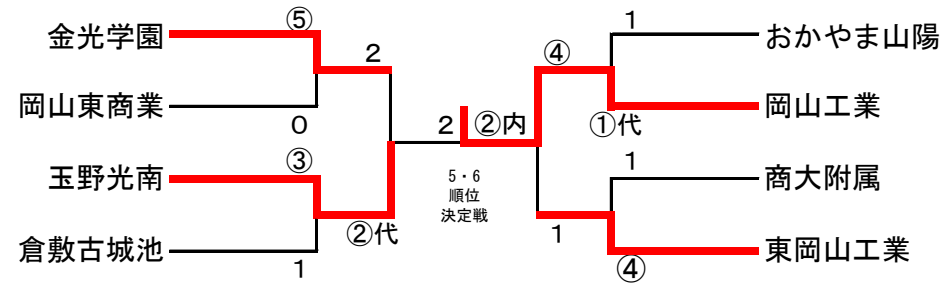 金光学園
⑤
2
岡山東商業
0
玉野光南
③
②代
倉敷古城池
1
2
②内
5・6
順位
決定戦
1
おかやま山陽
④
①代
岡山工業
1
商大附属
1
④
東岡山工業